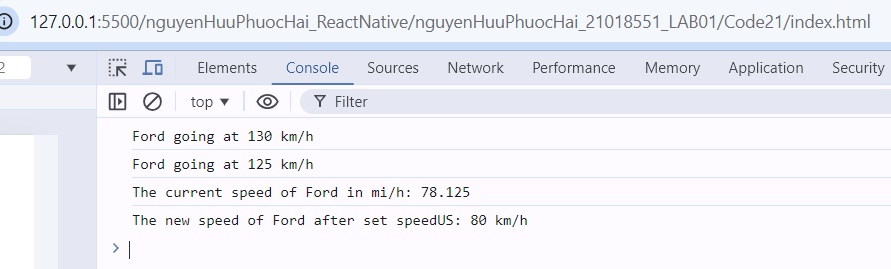 127.0.0.1:5500/nguyenHuuPhuocHai_ReactNative/nguyenHuuPhuocHai_21018551_LAB01/Code21/index.html
2 Elements Console Sources Network Performance Memory Application Security
top Filter
Ford going at 130 km/h
Ford going at 125 km/h
The current speed of Ford in mi/h: 78.125
The new speed of Ford after set speedUS: 80 km/h